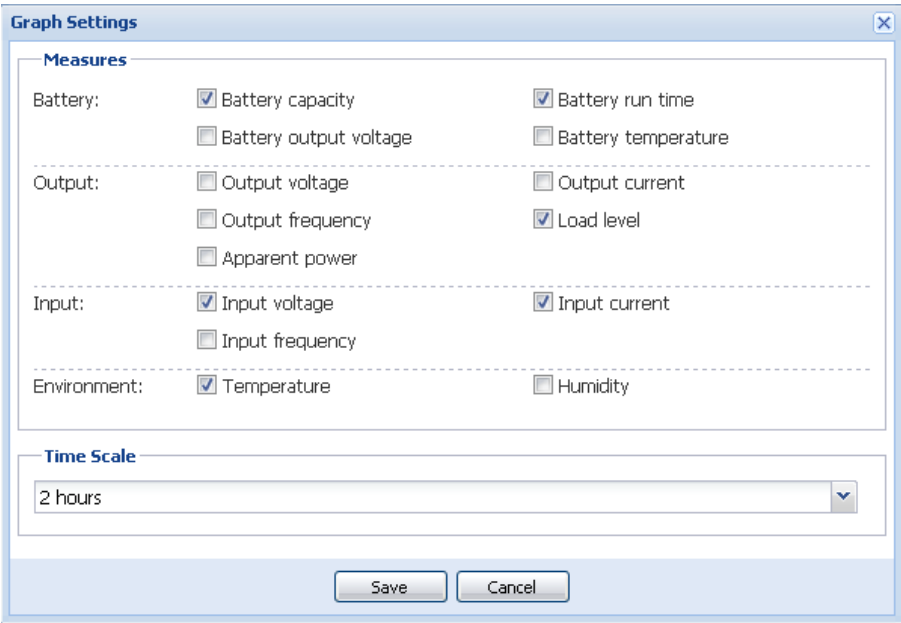 Graph Settings
Measures
Battery: Battery capacity Battery run time
Battery output voltage Battery temperature
Output: Output voltage Output current
Output frequency Load level
Apparent power
Input: Input voltage Input current
Input frequency
Environment: Temperature Humidity
Time Scale
2 hours
Save Cancel